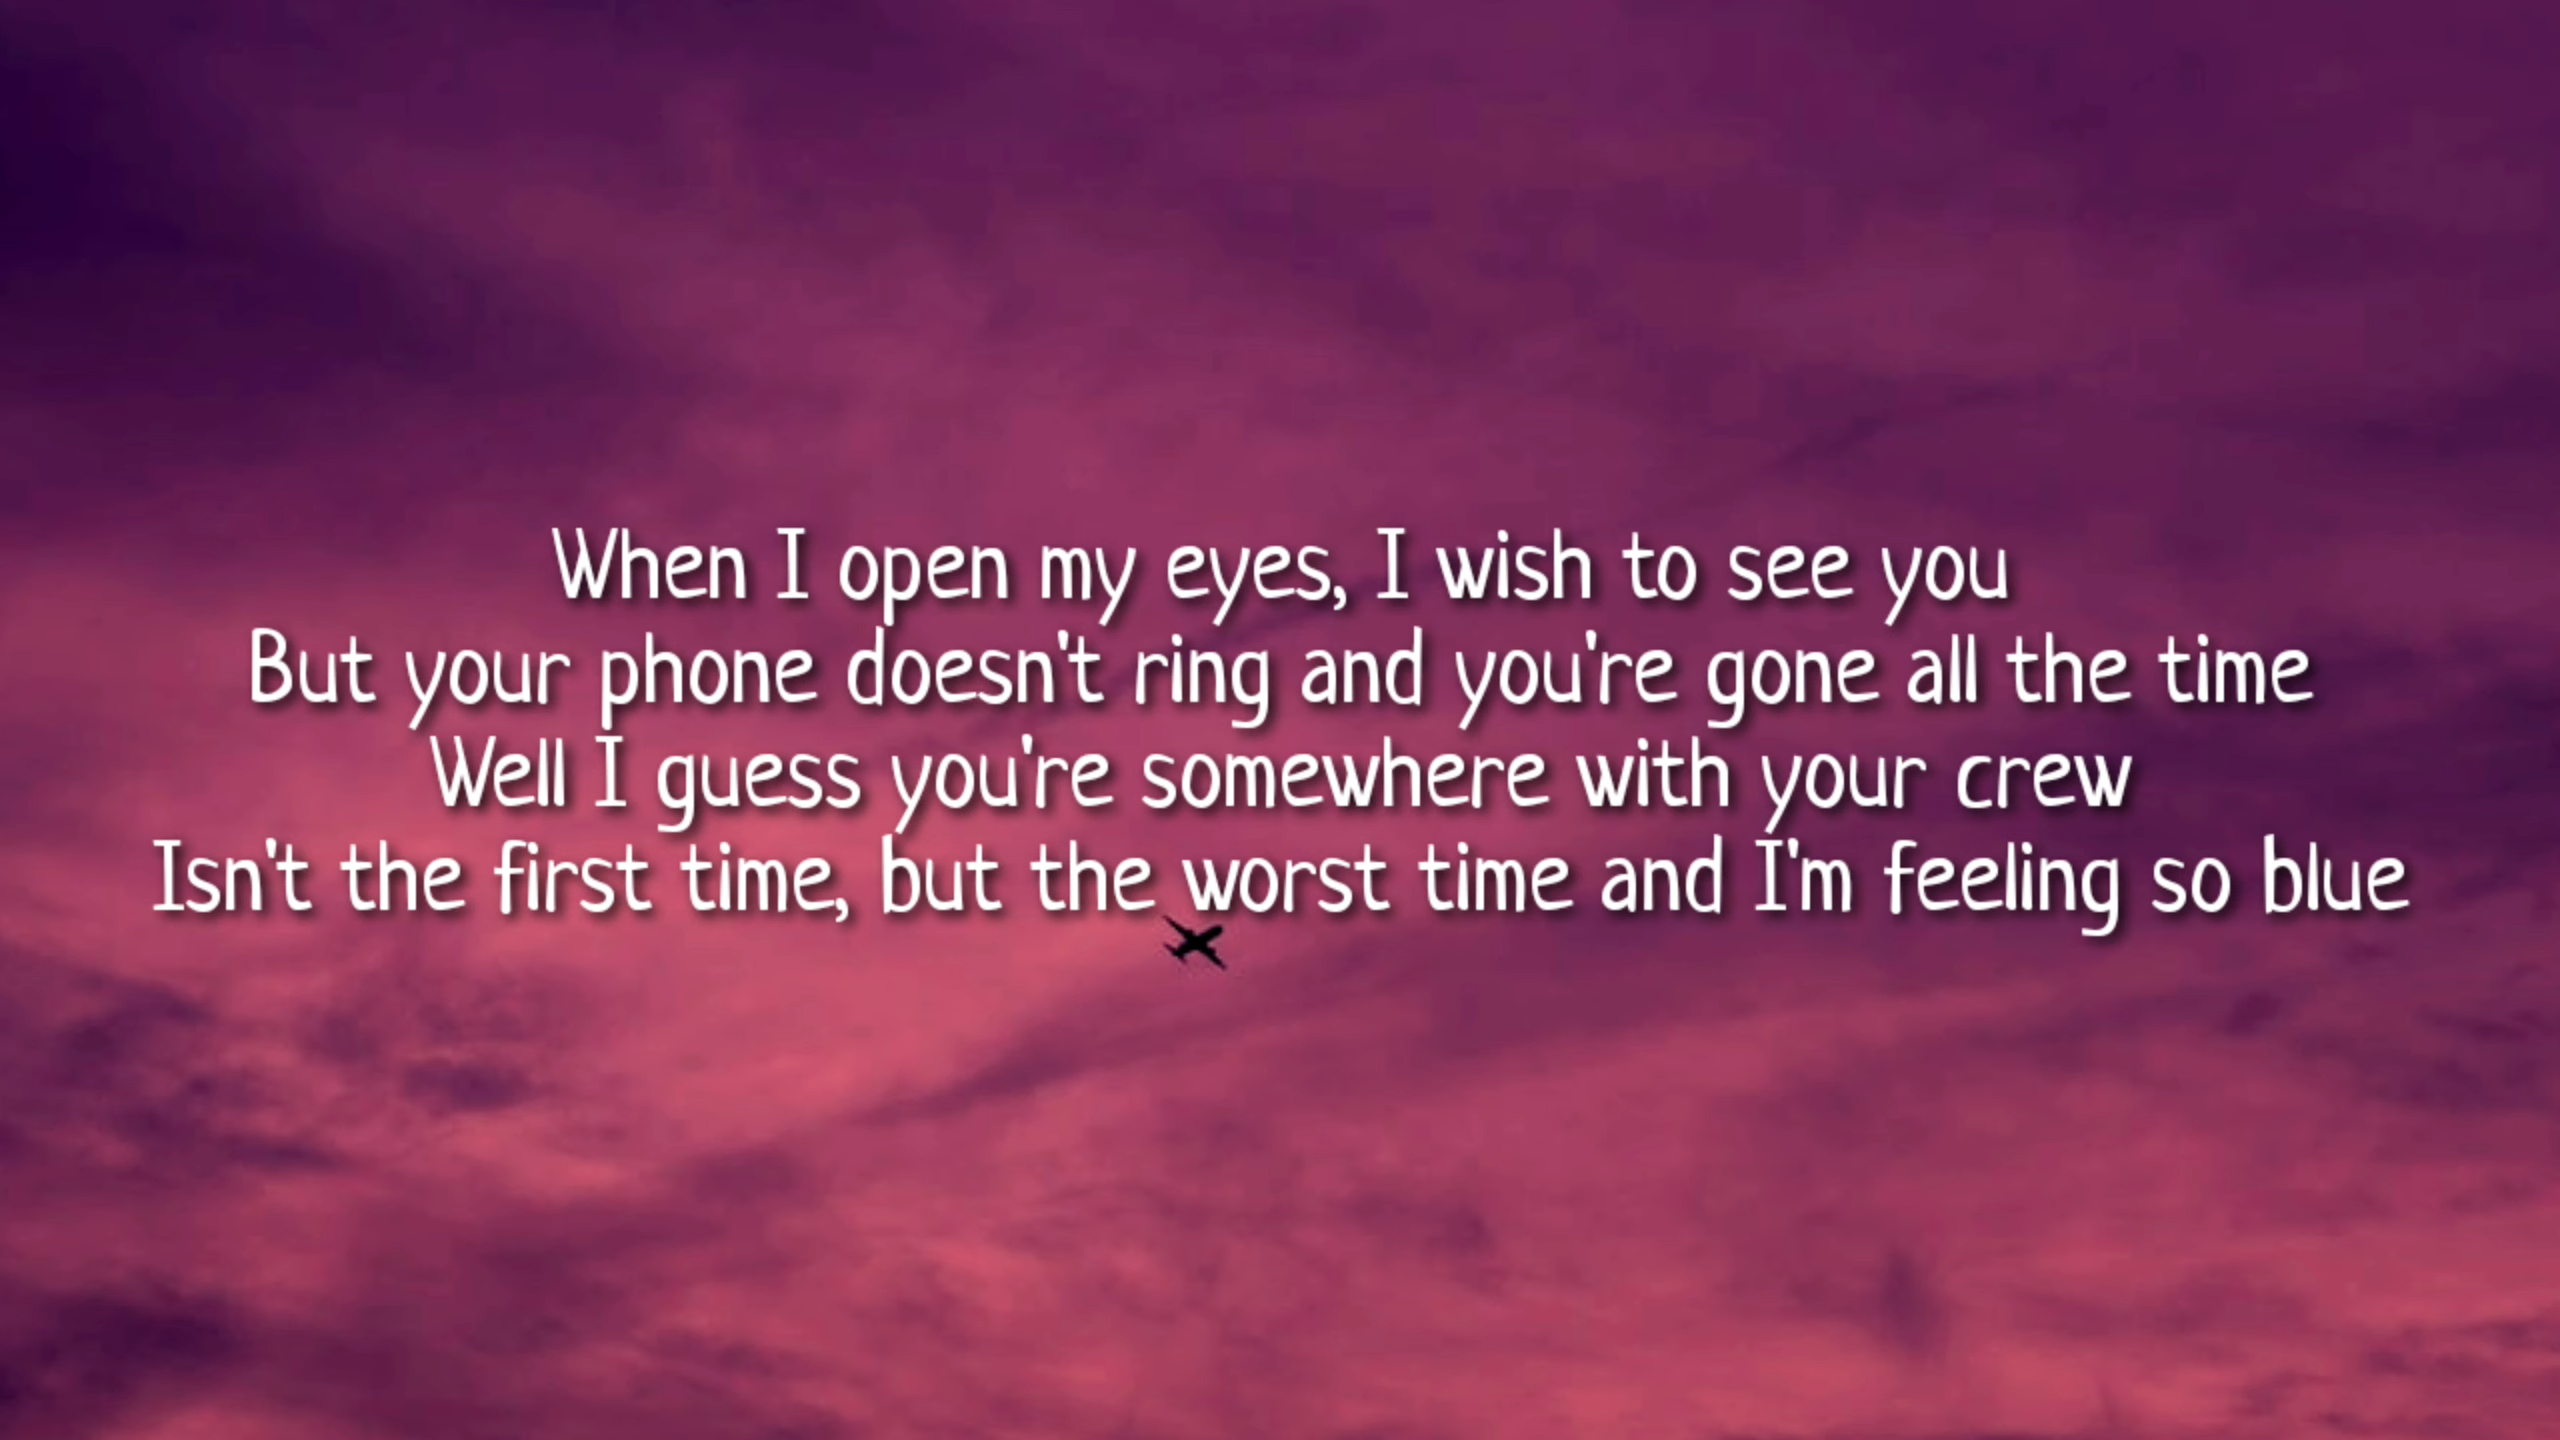 When I open my eyes, I wish to see you
But your phone doesn't ring and you're gone all the time
Well I guess you're somewhere with your crew
Isn't the first time, but the worst time and I'm feeling so blue